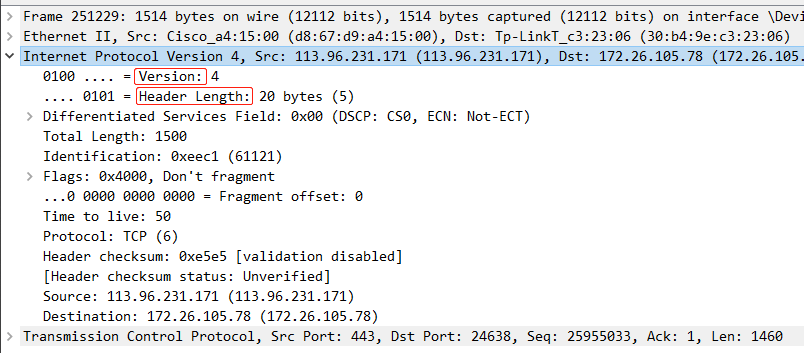 Frame 251229: 1514 bytes on wire (12112 bits), 1514 bytes captured (12112 bits) on interface \Devi
Ethernet II, Src: Cisco_a4:15:00 (d8:67:d9:a4:15:00), Dst: Tp-LinkT_c3:23:06 (30:b4:9e:c3:23:06)
Internet Protocol Version 4, Src: 113.96.231.171 (113.96.231.171), Dst: 172.26.105.78 (172.26.105.
0100 .... = Version: 4
.... 0101 = Header Length: 20 bytes (5)
Differentiated Services Field: 0x00 (DSCP: CS0, ECN: Not-ECT)
Total Length: 1500
Identification: 0xeec1 (61121)
Flags: 0x4000, Don't fragment
...0 0000 0000 0000 = Fragment offset: 0
Time to live: 50
Protocol: TCP (6)
Header checksum: 0xe5e5 [validation disabled]
[Header checksum status: Unverified]
Source: 113.96.231.171 (113.96.231.171)
Destination: 172.26.105.78 (172.26.105.78)
Transmission Control Protocol, Src Port: 443, Dst Port: 24638, Seq: 25955033, Ack: 1, Len: 1460